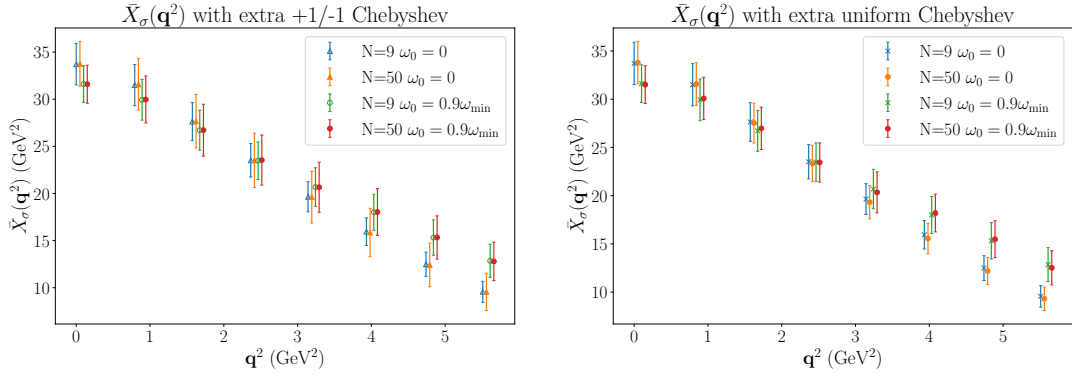 X̄σ(q²) with extra +1/-1 Chebyshev
N=9 ω₀ = 0
N=50 ω₀ = 0
N=9 ω₀ = 0.9ωmin
N=50 ω₀ = 0.9ωmin
X̄σ(q²) (GeV²)
35
30
25
20
15
10
0 1 2 3 4 5
q² (GeV²)
X̄σ(q²) with extra uniform Chebyshev
N=9 ω₀ = 0
N=50 ω₀ = 0
N=9 ω₀ = 0.9ωmin
N=50 ω₀ = 0.9ωmin
X̄σ(q²) (GeV²)
35
30
25
20
15
10
0 1 2 3 4 5
q² (GeV²)